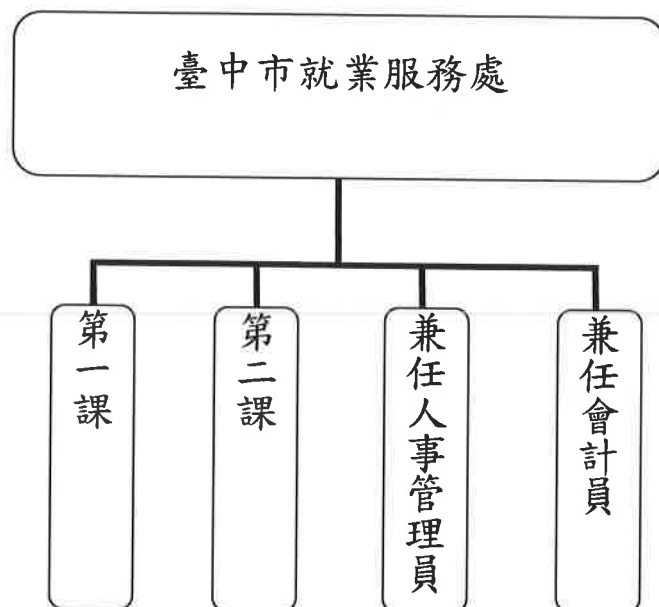 臺中市就業服務處
第一課
第二課
兼任人事管理員
兼任會計員